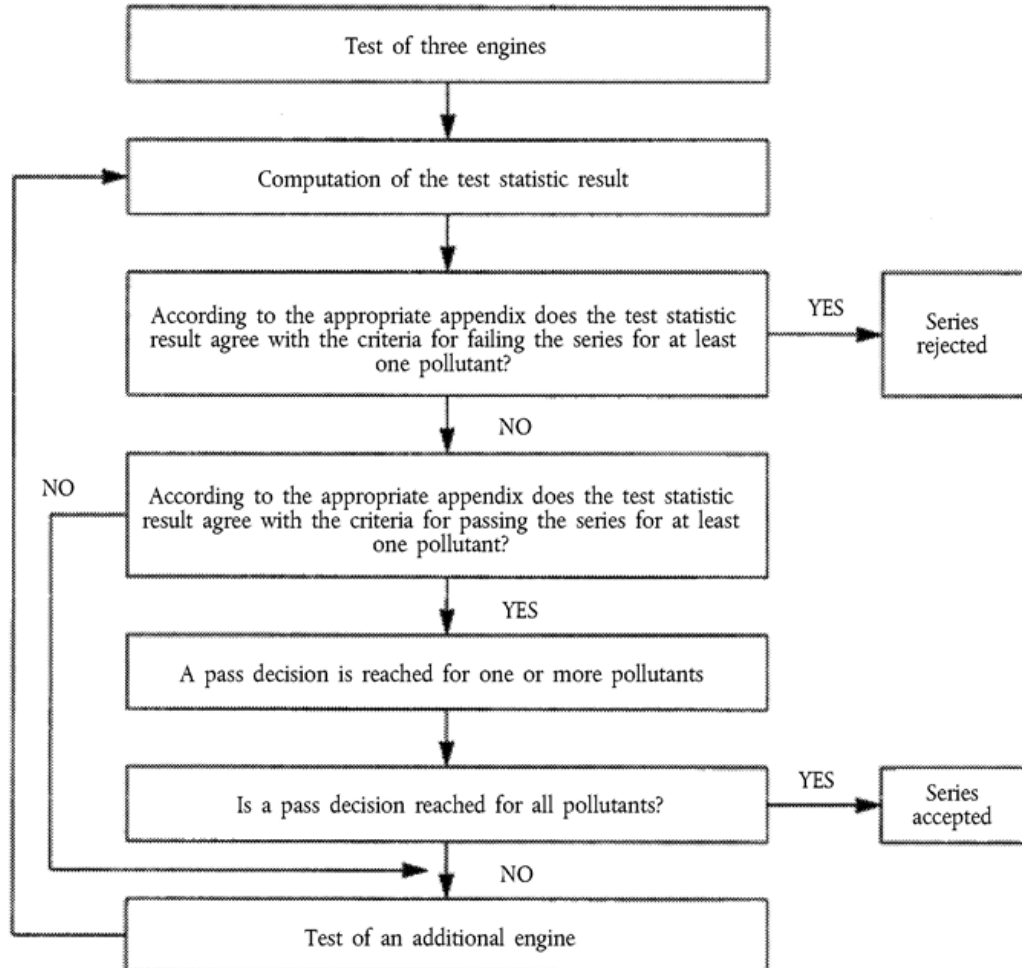 Test of three engines
Computation of the test statistic result
According to the appropriate appendix does the test statistic
result agree with the criteria for failing the series for at least
one pollutant?
YES
Series
rejected
NO
According to the appropriate appendix does the test statistic
result agree with the criteria for passing the series for at least
one pollutant?
NO
YES
A pass decision is reached for one or more pollutants
Is a pass decision reached for all pollutants?
YES
Series
accepted
NO
Test of an additional engine